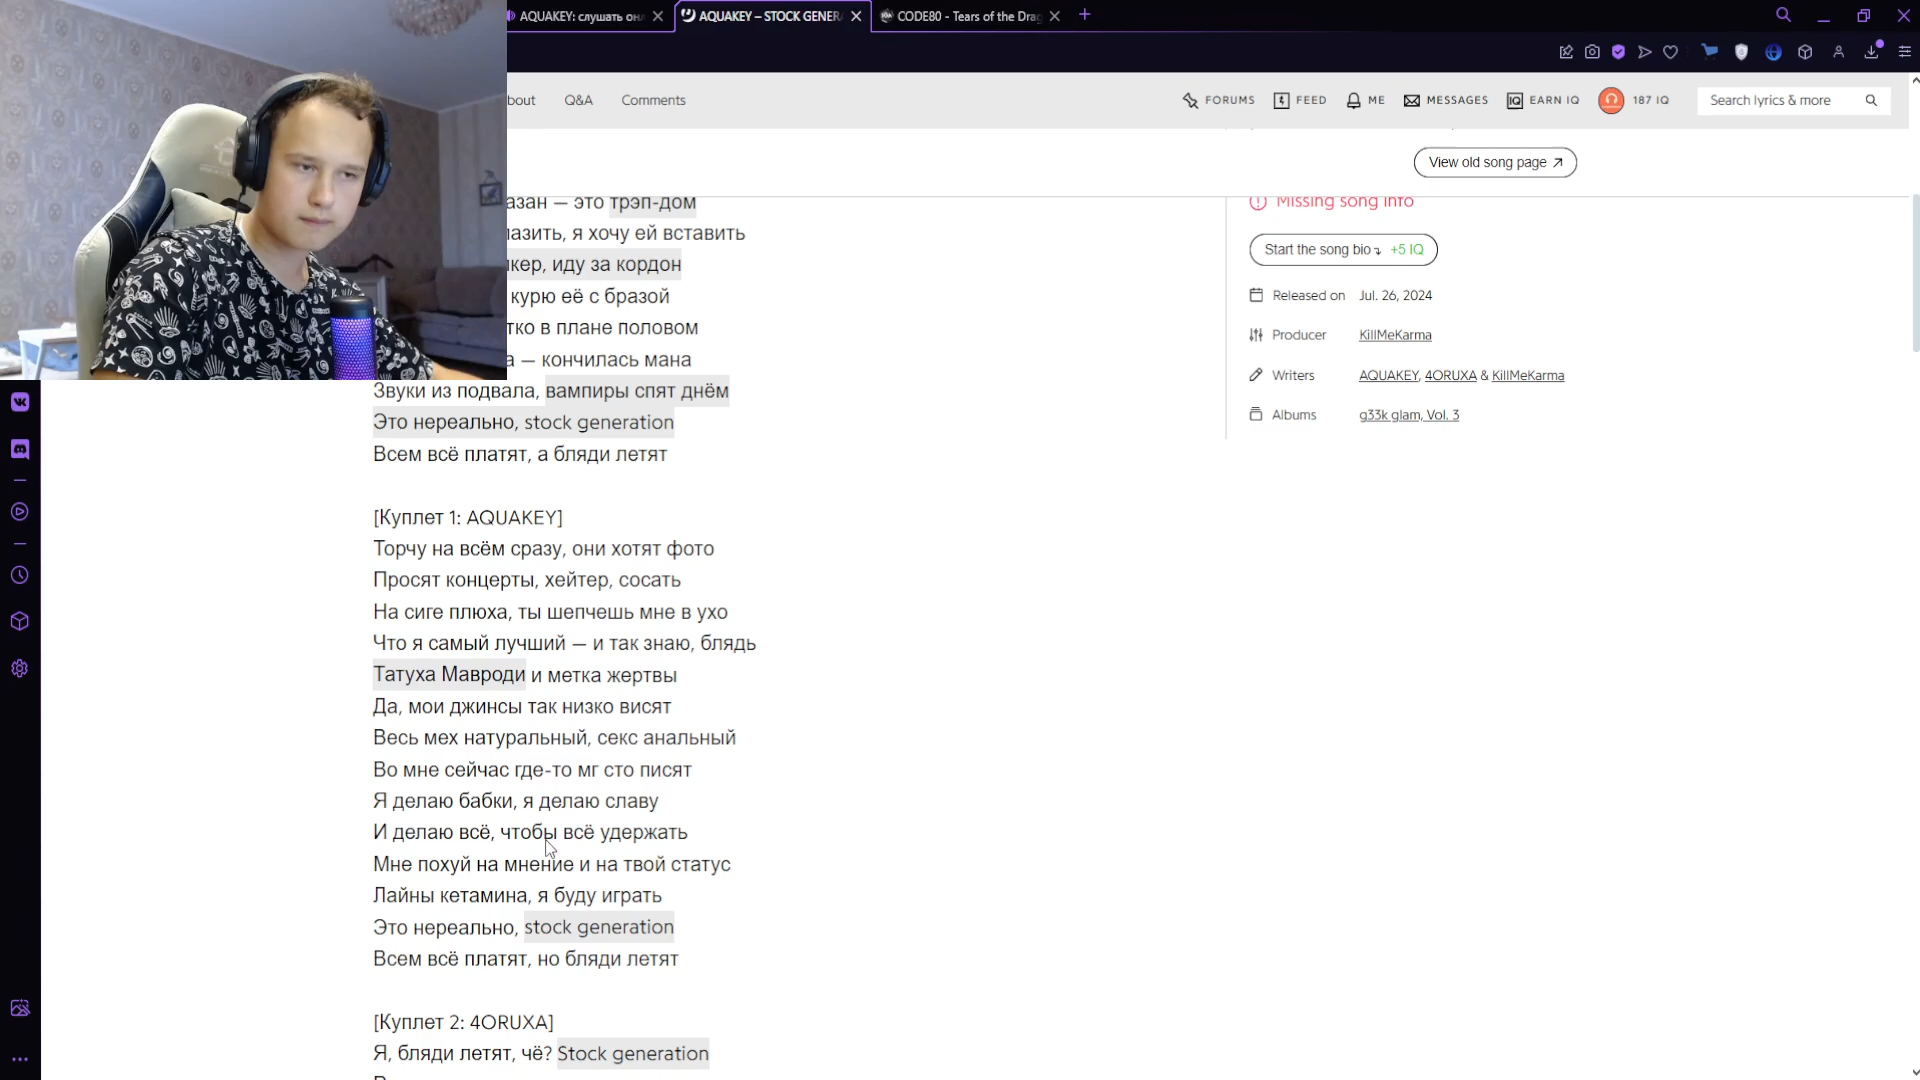 AQUAKEY: слушать онл
AQUAKEY – STOCK GENER
CODE80 - Tears of the Drag
bout
Q&A
Comments
FORUMS
FEED
ME
MESSAGES
EARN IQ
187 IQ
Search lyrics & more
View old song page
азан — это трэп-дом
лазить, я хочу ей вставить
кер, иду за кордон
курю её с бразой
тко в плане половом
а — кончилась мана
Звуки из подвала, вампиры спят днём
Это нереально, stock generation
Всем всё платят, а бляди летят
[Куплет 1: AQUAKEY]
Торчу на всём сразу, они хотят фото
Просят концерты, хейтер, сосать
На сиге плюха, ты шепчешь мне в ухо
Что я самый лучший — и так знаю, блядь
Татуха Мавроди и метка жертвы
Да, мои джинсы так низко висят
Весь мех натуральный, секс анальный
Во мне сейчас где-то мг сто писят
Я делаю бабки, я делаю славу
И делаю всё, чтобы всё удержать
Мне похуй на мнение и на твой статус
Лайны кетамина, я буду играть
Это нереально, stock generation
Всем всё платят, но бляди летят
[Куплет 2: 4ORUXA]
Я, бляди летят, чё? Stock generation
Missing song info
Start the song bio +5 IQ
Released on Jul. 26, 2024
Producer KillMeKarma
Writers AQUAKEY, 4ORUXA & KillMeKarma
Albums g33k glam, Vol. 3